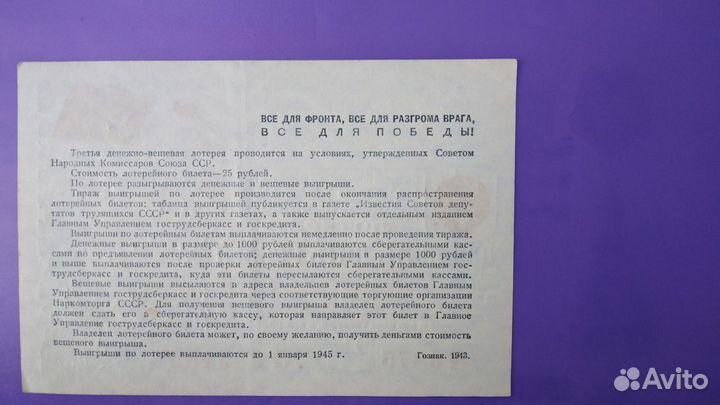 ВСЕ ДЛЯ ФРОНТА, ВСЕ ДЛЯ РАЗГРОМА ВРАГА,
ВСЕ ДЛЯ ПОБЕДЫ!
Третья денежно-вещевая лотерея проводится на условиях, утвержденных Советом
Народных Комиссаров Союза ССР.
Стоимость лотерейного билета—25 рублей.
По лотерее разыгрываются денежные и вещевые выигрыши.
Тираж выигрышей по лотерее производится после окончания распространения
лотерейных билетов; таблица выигрышей публикуется в газете „Известия Советов депу-
татов трудящихся СССР" и в других газетах, а также выпускается отдельным изданием
Главным Управлением гострудсберкасс и госкредита.
Выигрыши по лотерейным билетам выплачиваются немедленно после проведения тиража.
Денежные выигрыши в размере до 1000 рублей выплачиваются сберегательными кас-
сами по предъявлении лотерейных билетов; денежные выигрыши в размере 1000 рублей
и выше выплачиваются после проверки лотерейных билетов Главным Управлением гос-
трудсберкасс и госкредита, куда эти билеты пересылаются сберегательными кассами.
Вещевые выигрыши высылаются в адреса владельцев лотерейных билетов Главным
Управлением гострудсберкасс и госкредита через соответствующие торгующие организации
Наркомторга СССР. Для получения вещевого выигрыша владелец лотерейного билета
должен сдать его в сберегательную кассу, которая направляет этот билет в Главное
Управление гострудсберкасс и госкредита.
Владелец лотерейного билета может, по своему желанию, получить деньгами стоимость
вещевого выигрыша.
Выигрыши по лотерее выплачиваются до 1 января 1945 г. Гознак. 1943.
Avito